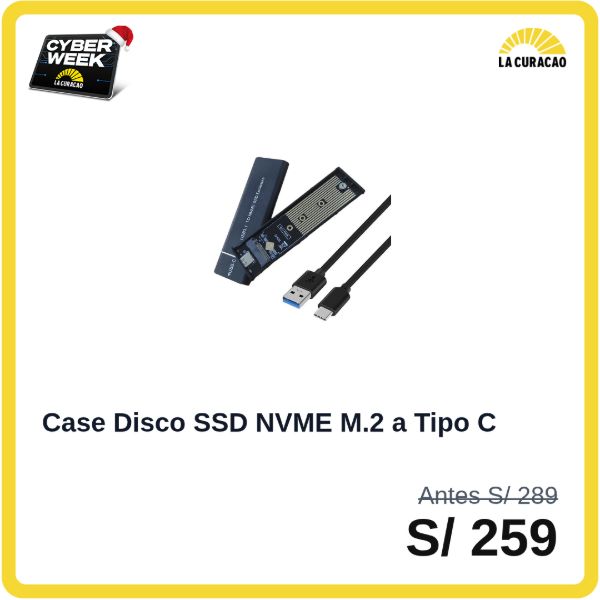 CYBER
WEEK
LA CURACAO
LA CURACAO
Case Disco SSD NVME M.2 a Tipo C
Antes S/ 289
S/ 259